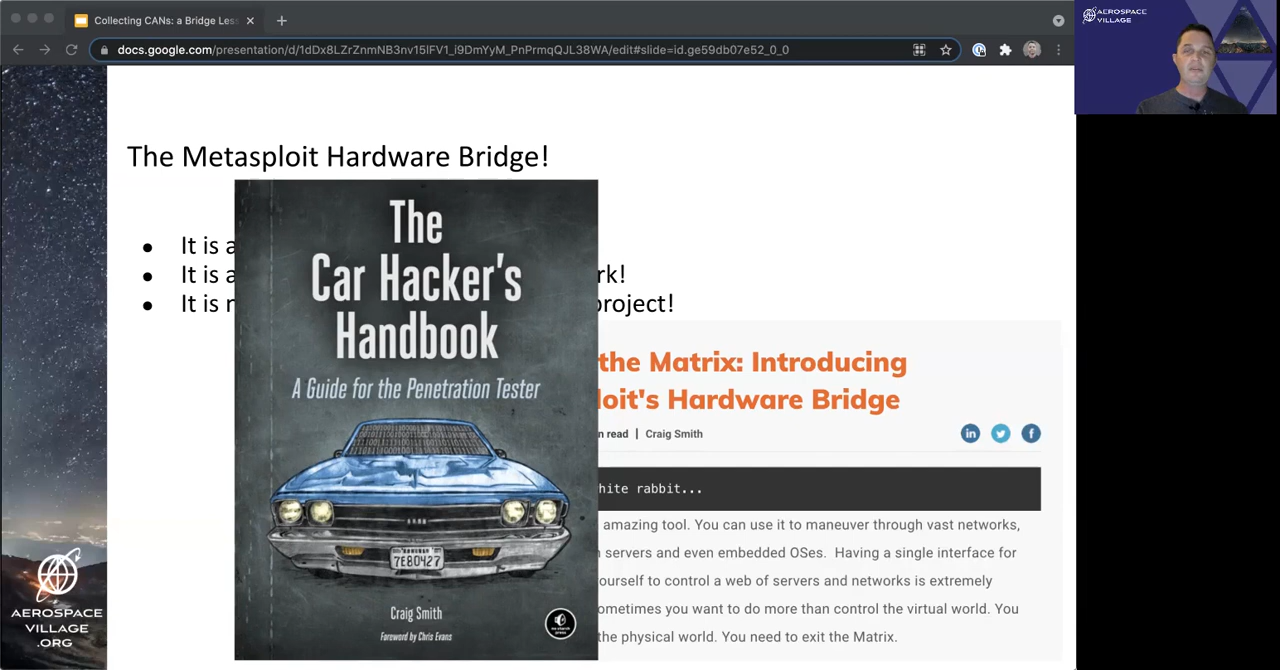 Collecting CANs: a Bridge Less
docs.google.com/presentation/d/1dDx8LZrZnmNB3nv15lFV1_i9DmYyM_PnPrmqQJL38WA/edit#slide=id.ge59db07e52_0_0
AEROSPACE
VILLAGE
The Metasploit Hardware Bridge!
It is a
It is a rk!
It is r project!
The
Car Hacker's
Handbook
A Guide for the Penetration Tester
7E80427
Craig Smith
Foreword by Chris Evans
no starch
press
the Matrix: Introducing
loit's Hardware Bridge
n read | Craig Smith
in
f
hite rabbit...
amazing tool. You can use it to maneuver through vast networks,
servers and even embedded OSes. Having a single interface for
ourself to control a web of servers and networks is extremely
ometimes you want to do more than control the virtual world. You
the physical world. You need to exit the Matrix.
AEROSPACE
VILLAGE
.ORG